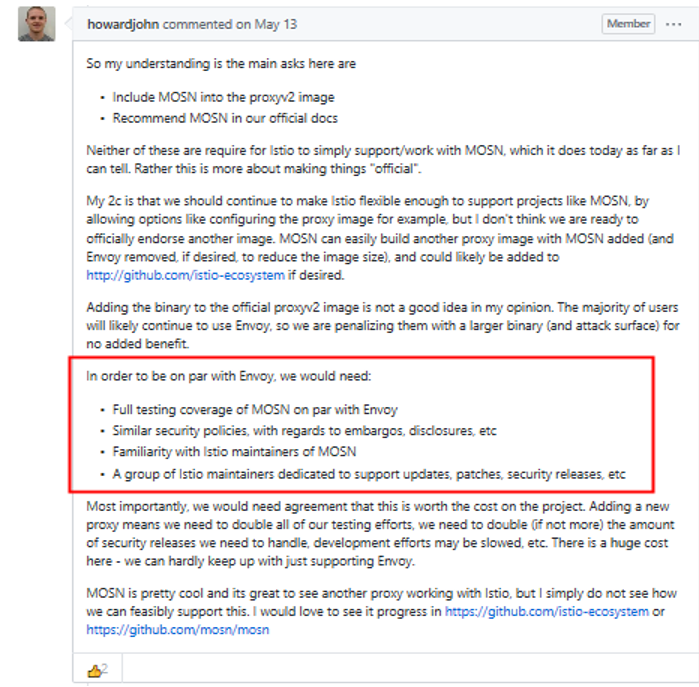 howardjohn commented on May 13
Member
So my understanding is the main asks here are
• Include MOSN into the proxyv2 image
• Recommend MOSN in our official docs
Neither of these are require for Istio to simply support/work with MOSN, which it does today as far as I
can tell. Rather this is more about making things "official".
My 2c is that we should continue to make Istio flexible enough to support projects like MOSN, by
allowing options like configuring the proxy image for example, but I don't think we are ready to
officially endorse another image. MOSN can easily build another proxy image with MOSN added (and
Envoy removed, if desired, to reduce the image size), and could likely be added to
http://github.com/istio-ecosystem if desired.
Adding the binary to the official proxyv2 image is not a good idea in my opinion. The majority of users
will likely continue to use Envoy, so we are penalizing them with a larger binary (and attack surface) for
no added benefit.
In order to be on par with Envoy, we would need:
• Full testing coverage of MOSN on par with Envoy
• Similar security policies, with regards to embargos, disclosures, etc
• Familiarity with Istio maintainers of MOSN
• A group of Istio maintainers dedicated to support updates, patches, security releases, etc
Most importantly, we would need agreement that this is worth the cost on the project. Adding a new
proxy means we need to double all of our testing efforts, we need to double (if not more) the amount
of security releases we need to handle, development efforts may be slowed, etc. There is a huge cost
here - we can hardly keep up with just supporting Envoy.
MOSN is pretty cool and its great to see another proxy working with Istio, but I simply do not see how
we can feasibly support this. I would love to see it progress in https://github.com/istio-ecosystem or
https://github.com/mosn/mosn
2